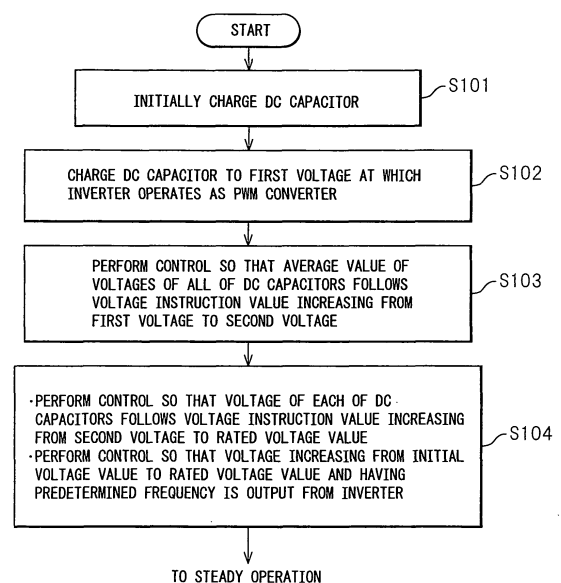 START
INITIALLY CHARGE DC CAPACITOR
S101
CHARGE DC CAPACITOR TO FIRST VOLTAGE AT WHICH
INVERTER OPERATES AS PWM CONVERTER
S102
PERFORM CONTROL SO THAT AVERAGE VALUE OF
VOLTAGES OF ALL OF DC CAPACITORS FOLLOWS
VOLTAGE INSTRUCTION VALUE INCREASING FROM
FIRST VOLTAGE TO SECOND VOLTAGE
S103
・PERFORM CONTROL SO THAT VOLTAGE OF EACH OF DC
CAPACITORS FOLLOWS VOLTAGE INSTRUCTION VALUE INCREASING
FROM SECOND VOLTAGE TO RATED VOLTAGE VALUE
・PERFORM CONTROL SO THAT VOLTAGE INCREASING FROM INITIAL
VOLTAGE VALUE TO RATED VOLTAGE VALUE AND HAVING
PREDETERMINED FREQUENCY IS OUTPUT FROM INVERTER
S104
TO STEADY OPERATION